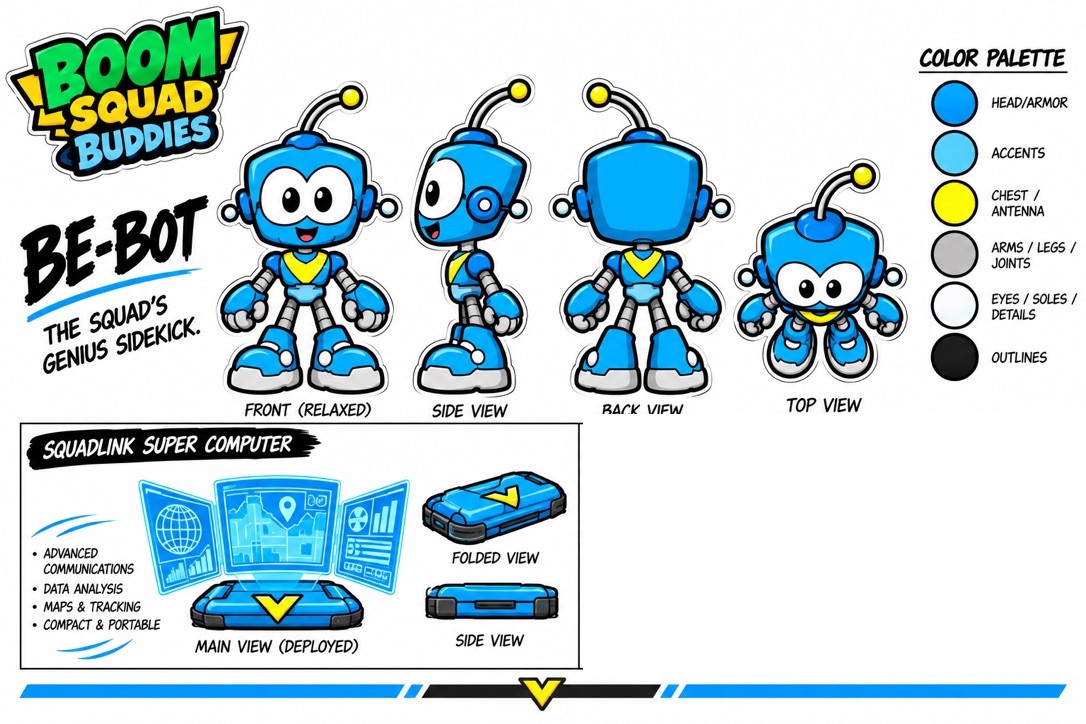 BOOM
SQUAD
BUDDIES
BE-BOT
THE SQUAD'S
GENIUS SIDEKICK.
FRONT (RELAXED)
SIDE VIEW
BACK VIEW
TOP VIEW
COLOR PALETTE
HEAD/ARMOR
ACCENTS
CHEST /
ANTENNA
ARMS / LEGS /
JOINTS
EYES / SOLES /
DETAILS
OUTLINES
SQUADLINK SUPER COMPUTER
• ADVANCED
COMMUNICATIONS
• DATA ANALYSIS
• MAPS & TRACKING
• COMPACT & PORTABLE
MAIN VIEW (DEPLOYED)
FOLDED VIEW
SIDE VIEW